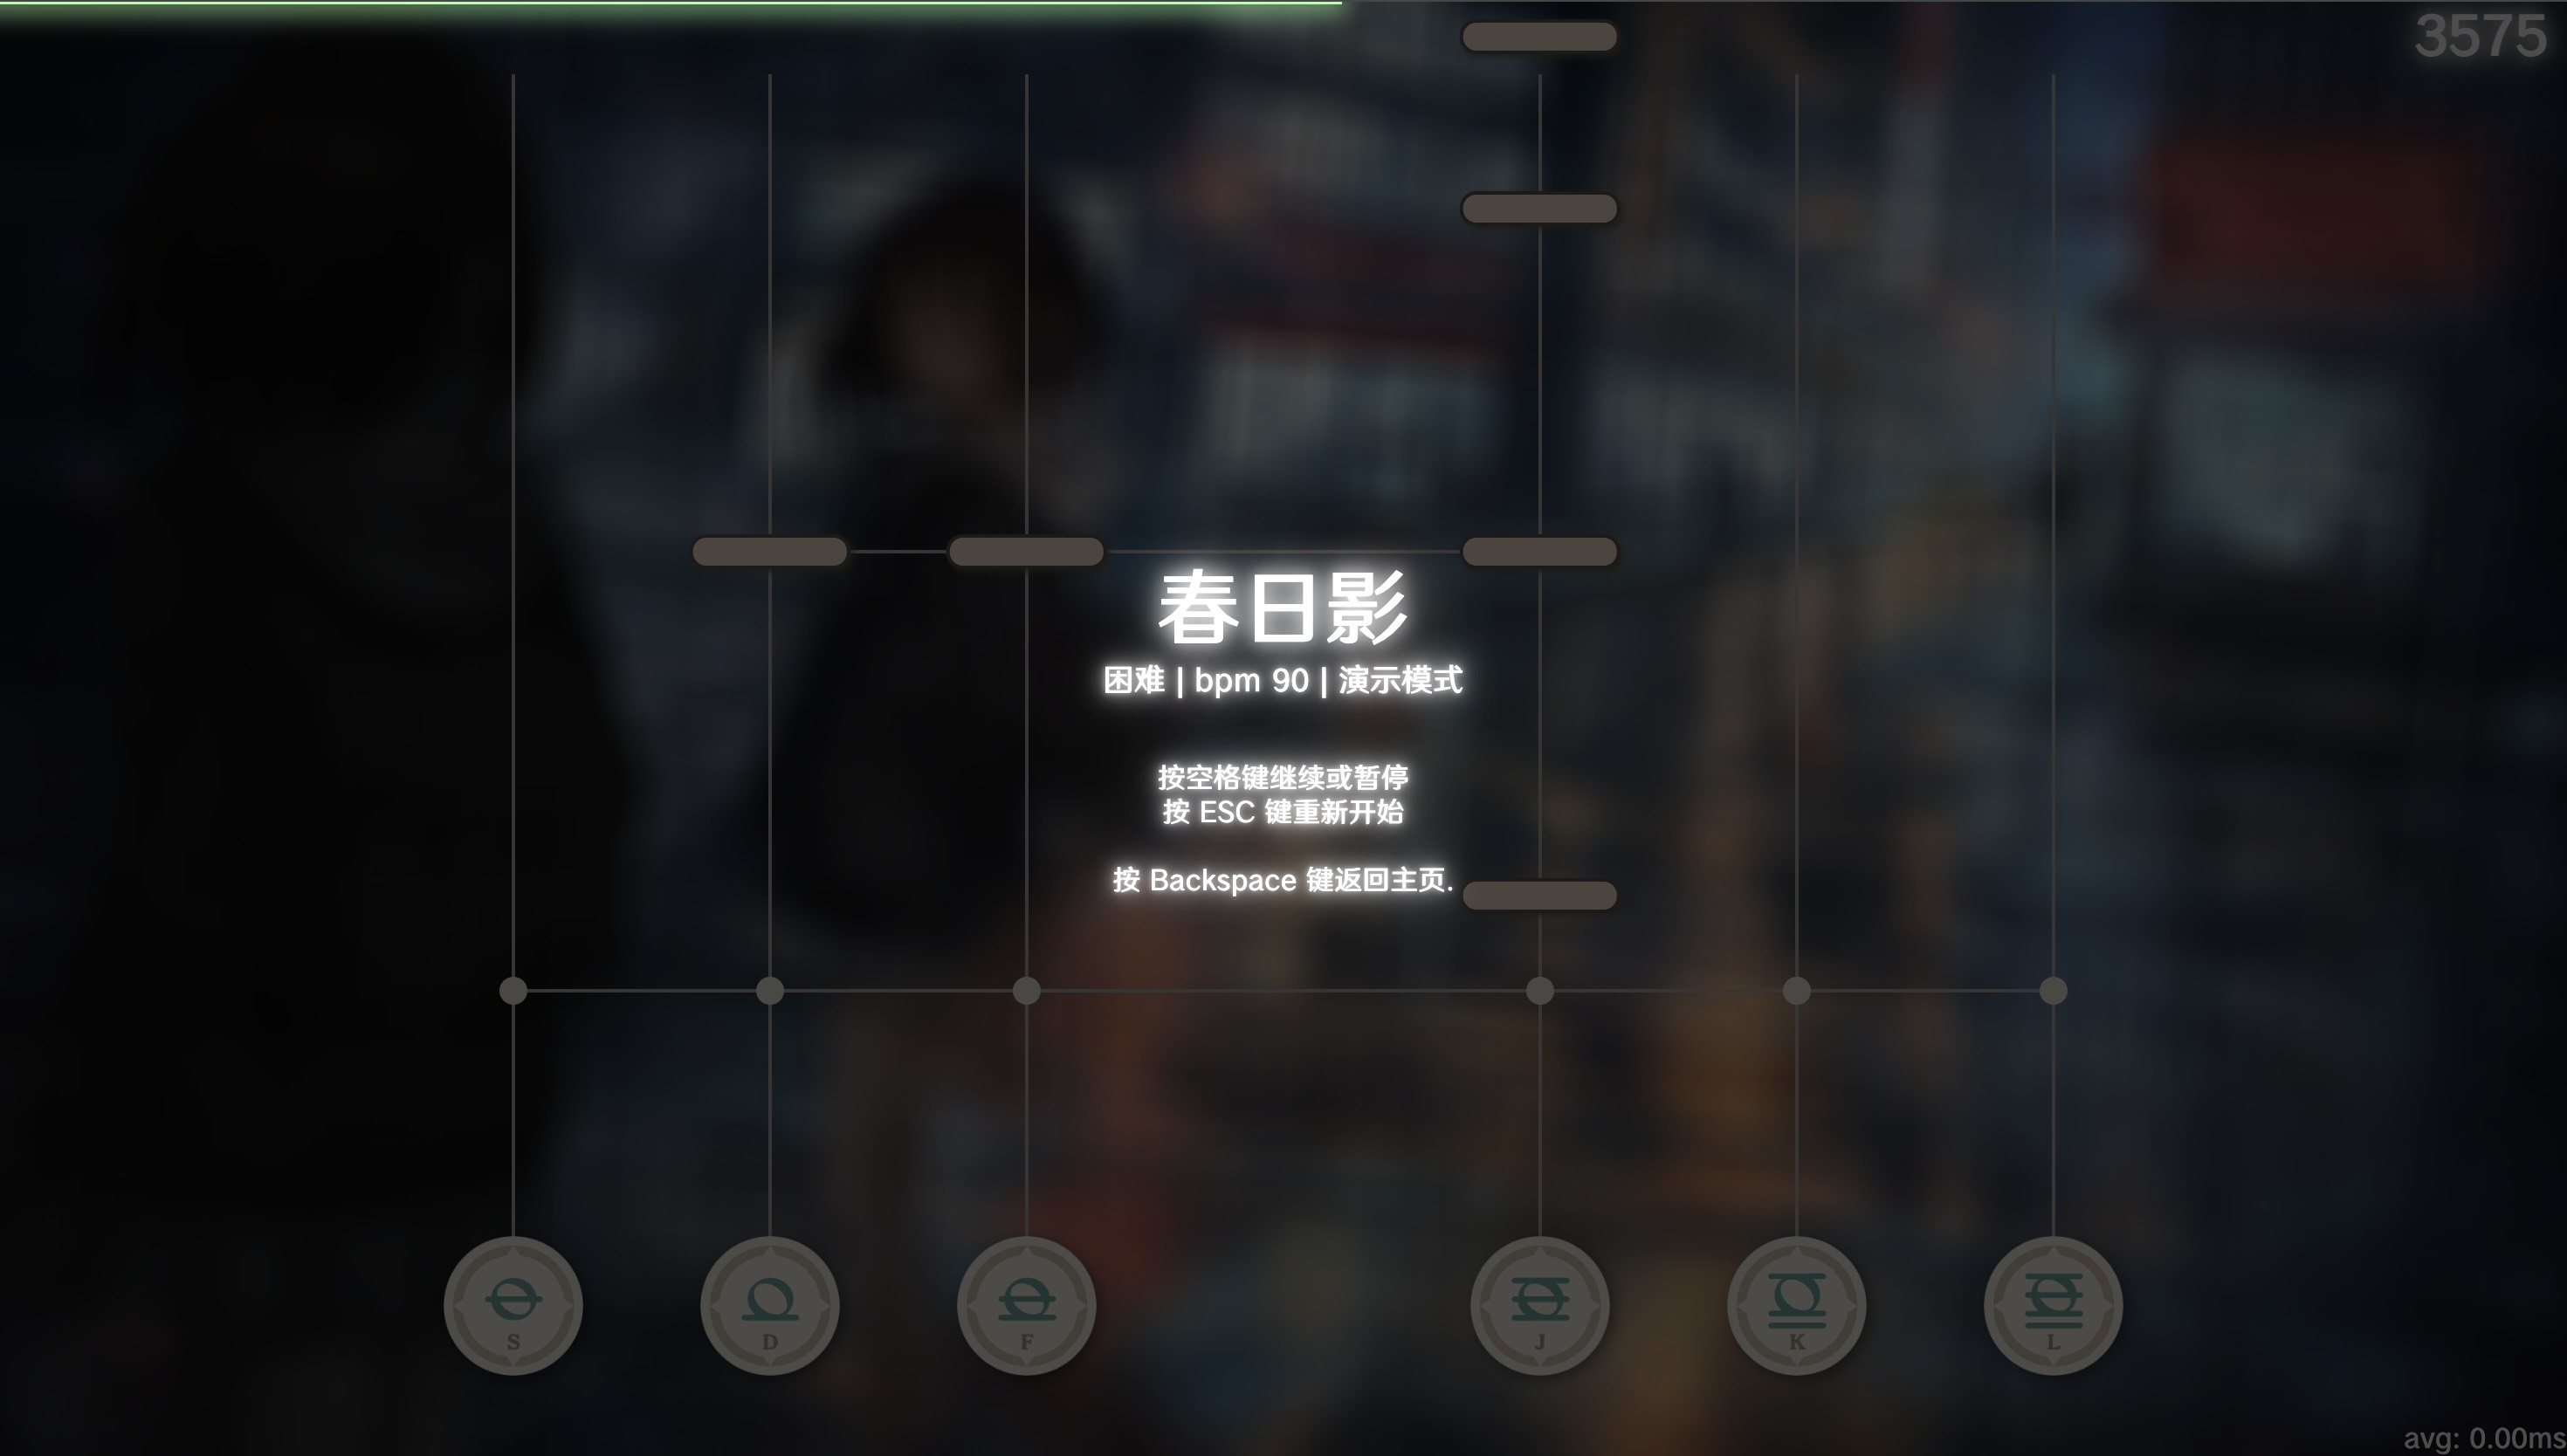 3575
春日影
困难 | bpm 90 | 演示模式
按空格键继续或暂停
按 ESC 键重新开始
按 Backspace 键返回主页.
S D F J K L
avg: 0.00ms